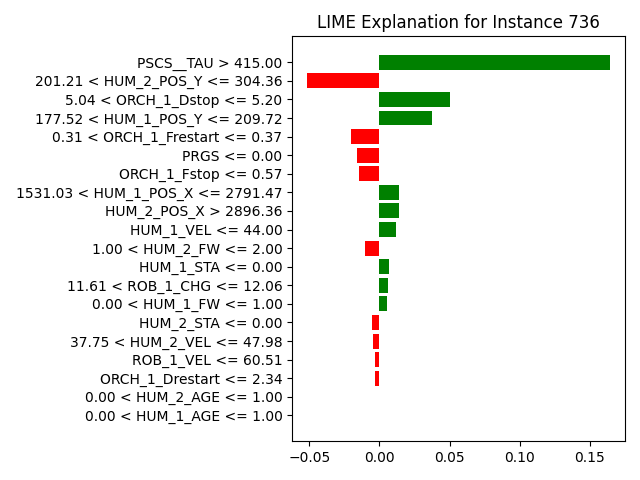 LIME Explanation for Instance 736
PSCS__TAU > 415.00
201.21 < HUM_2_POS_Y <= 304.36
5.04 < ORCH_1_Dstop <= 5.20
177.52 < HUM_1_POS_Y <= 209.72
0.31 < ORCH_1_Frestart <= 0.37
PRGS <= 0.00
ORCH_1_Fstop <= 0.57
1531.03 < HUM_1_POS_X <= 2791.47
HUM_2_POS_X > 2896.36
HUM_1_VEL <= 44.00
1.00 < HUM_2_FW <= 2.00
HUM_1_STA <= 0.00
11.61 < ROB_1_CHG <= 12.06
0.00 < HUM_1_FW <= 1.00
HUM_2_STA <= 0.00
37.75 < HUM_2_VEL <= 47.98
ROB_1_VEL <= 60.51
ORCH_1_Drestart <= 2.34
0.00 < HUM_2_AGE <= 1.00
0.00 < HUM_1_AGE <= 1.00
−0.05 0.00 0.05 0.10 0.15